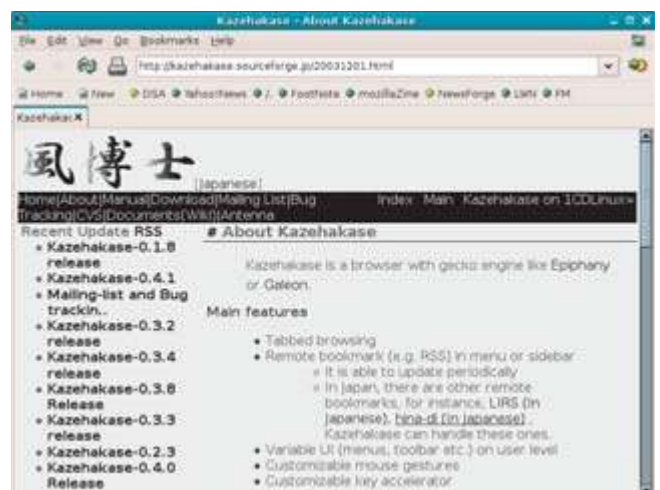 Kazehakase - About Kazehakase
File Edit View Go Bookmarks Help
http://kazehakase.sourceforge.jp/20031201.html
Home New DSA YahooNews /. FootNote mozillaZine NewsForge LWN FM
Kazehakas
風博士
[Japanese]
Home|About|Manual|Download|Mailing List|Bug
Tracking|CVS|Documents(Wiki)|Antenna
Index Main Kazehakase on 1CDLinux»
Recent Update RSS
Kazehakase-0.1.8
release
Kazehakase-0.4.1
Mailing-list and Bug
trackin..
Kazehakase-0.3.2
release
Kazehakase-0.3.4
release
Kazehakase-0.3.8
Release
Kazehakase-0.3.3
release
Kazehakase-0.2.3
Kazehakase-0.4.0
Release
# About Kazehakase
Kazehakase is a browser with gecko engine like Epiphany
or Galeon.
Main features
Tabbed browsing
Remote bookmark (e.g. RSS) in menu or sidebar
It is able to update periodically
In Japan, there are other remote
bookmarks, for instance, LIRS (in
Japanese), hina-di (in Japanese) .
Kazehakase can handle these ones.
Variable UI (menus, toolbar etc.) on user level
Customizable mouse gestures
Customizable key accelerator